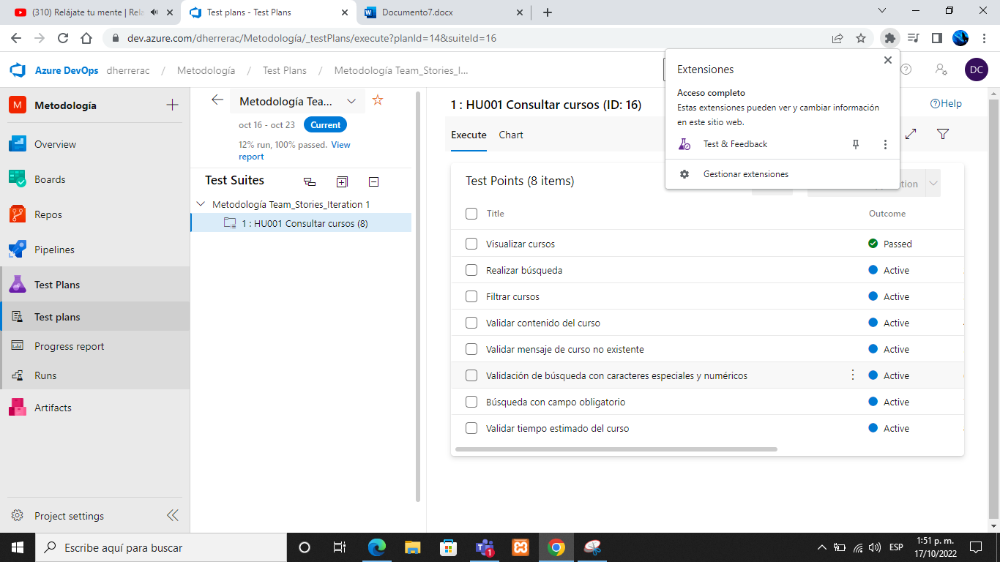 (310) Relájate tu mente | Rela
Test plans - Test Plans
Documento7.docx
dev.azure.com/dherrerac/Metodología/_testPlans/execute?planId=14&suiteId=16
Azure DevOps
dherrerac / Metodología / Test Plans / Metodología Team_Stories_I...
DC
M Metodología
Overview
Boards
Repos
Pipelines
Test Plans
Test plans
Progress report
Runs
Artifacts
Project settings
Metodología Tea...
oct 16 - oct 23
Current
12% run, 100% passed. View
report
Test Suites
Metodología Team_Stories_Iteration 1
1 : HU001 Consultar cursos (8)
1 : HU001 Consultar cursos (ID: 16)
Help
Execute
Chart
Extensiones
Acceso completo
Estas extensiones pueden ver y cambiar información
en este sitio web.
Test & Feedback
Gestionar extensiones
Test Points (8 items)
Title Outcome
Visualizar cursos Passed
Realizar búsqueda Active
Filtrar cursos Active
Validar contenido del curso Active
Validar mensaje de curso no existente Active
Validación de búsqueda con caracteres especiales y numéricos Active
Búsqueda con campo obligatorio Active
Validar tiempo estimado del curso Active
Escribe aquí para buscar
1
ESP
1:51 p. m.
17/10/2022